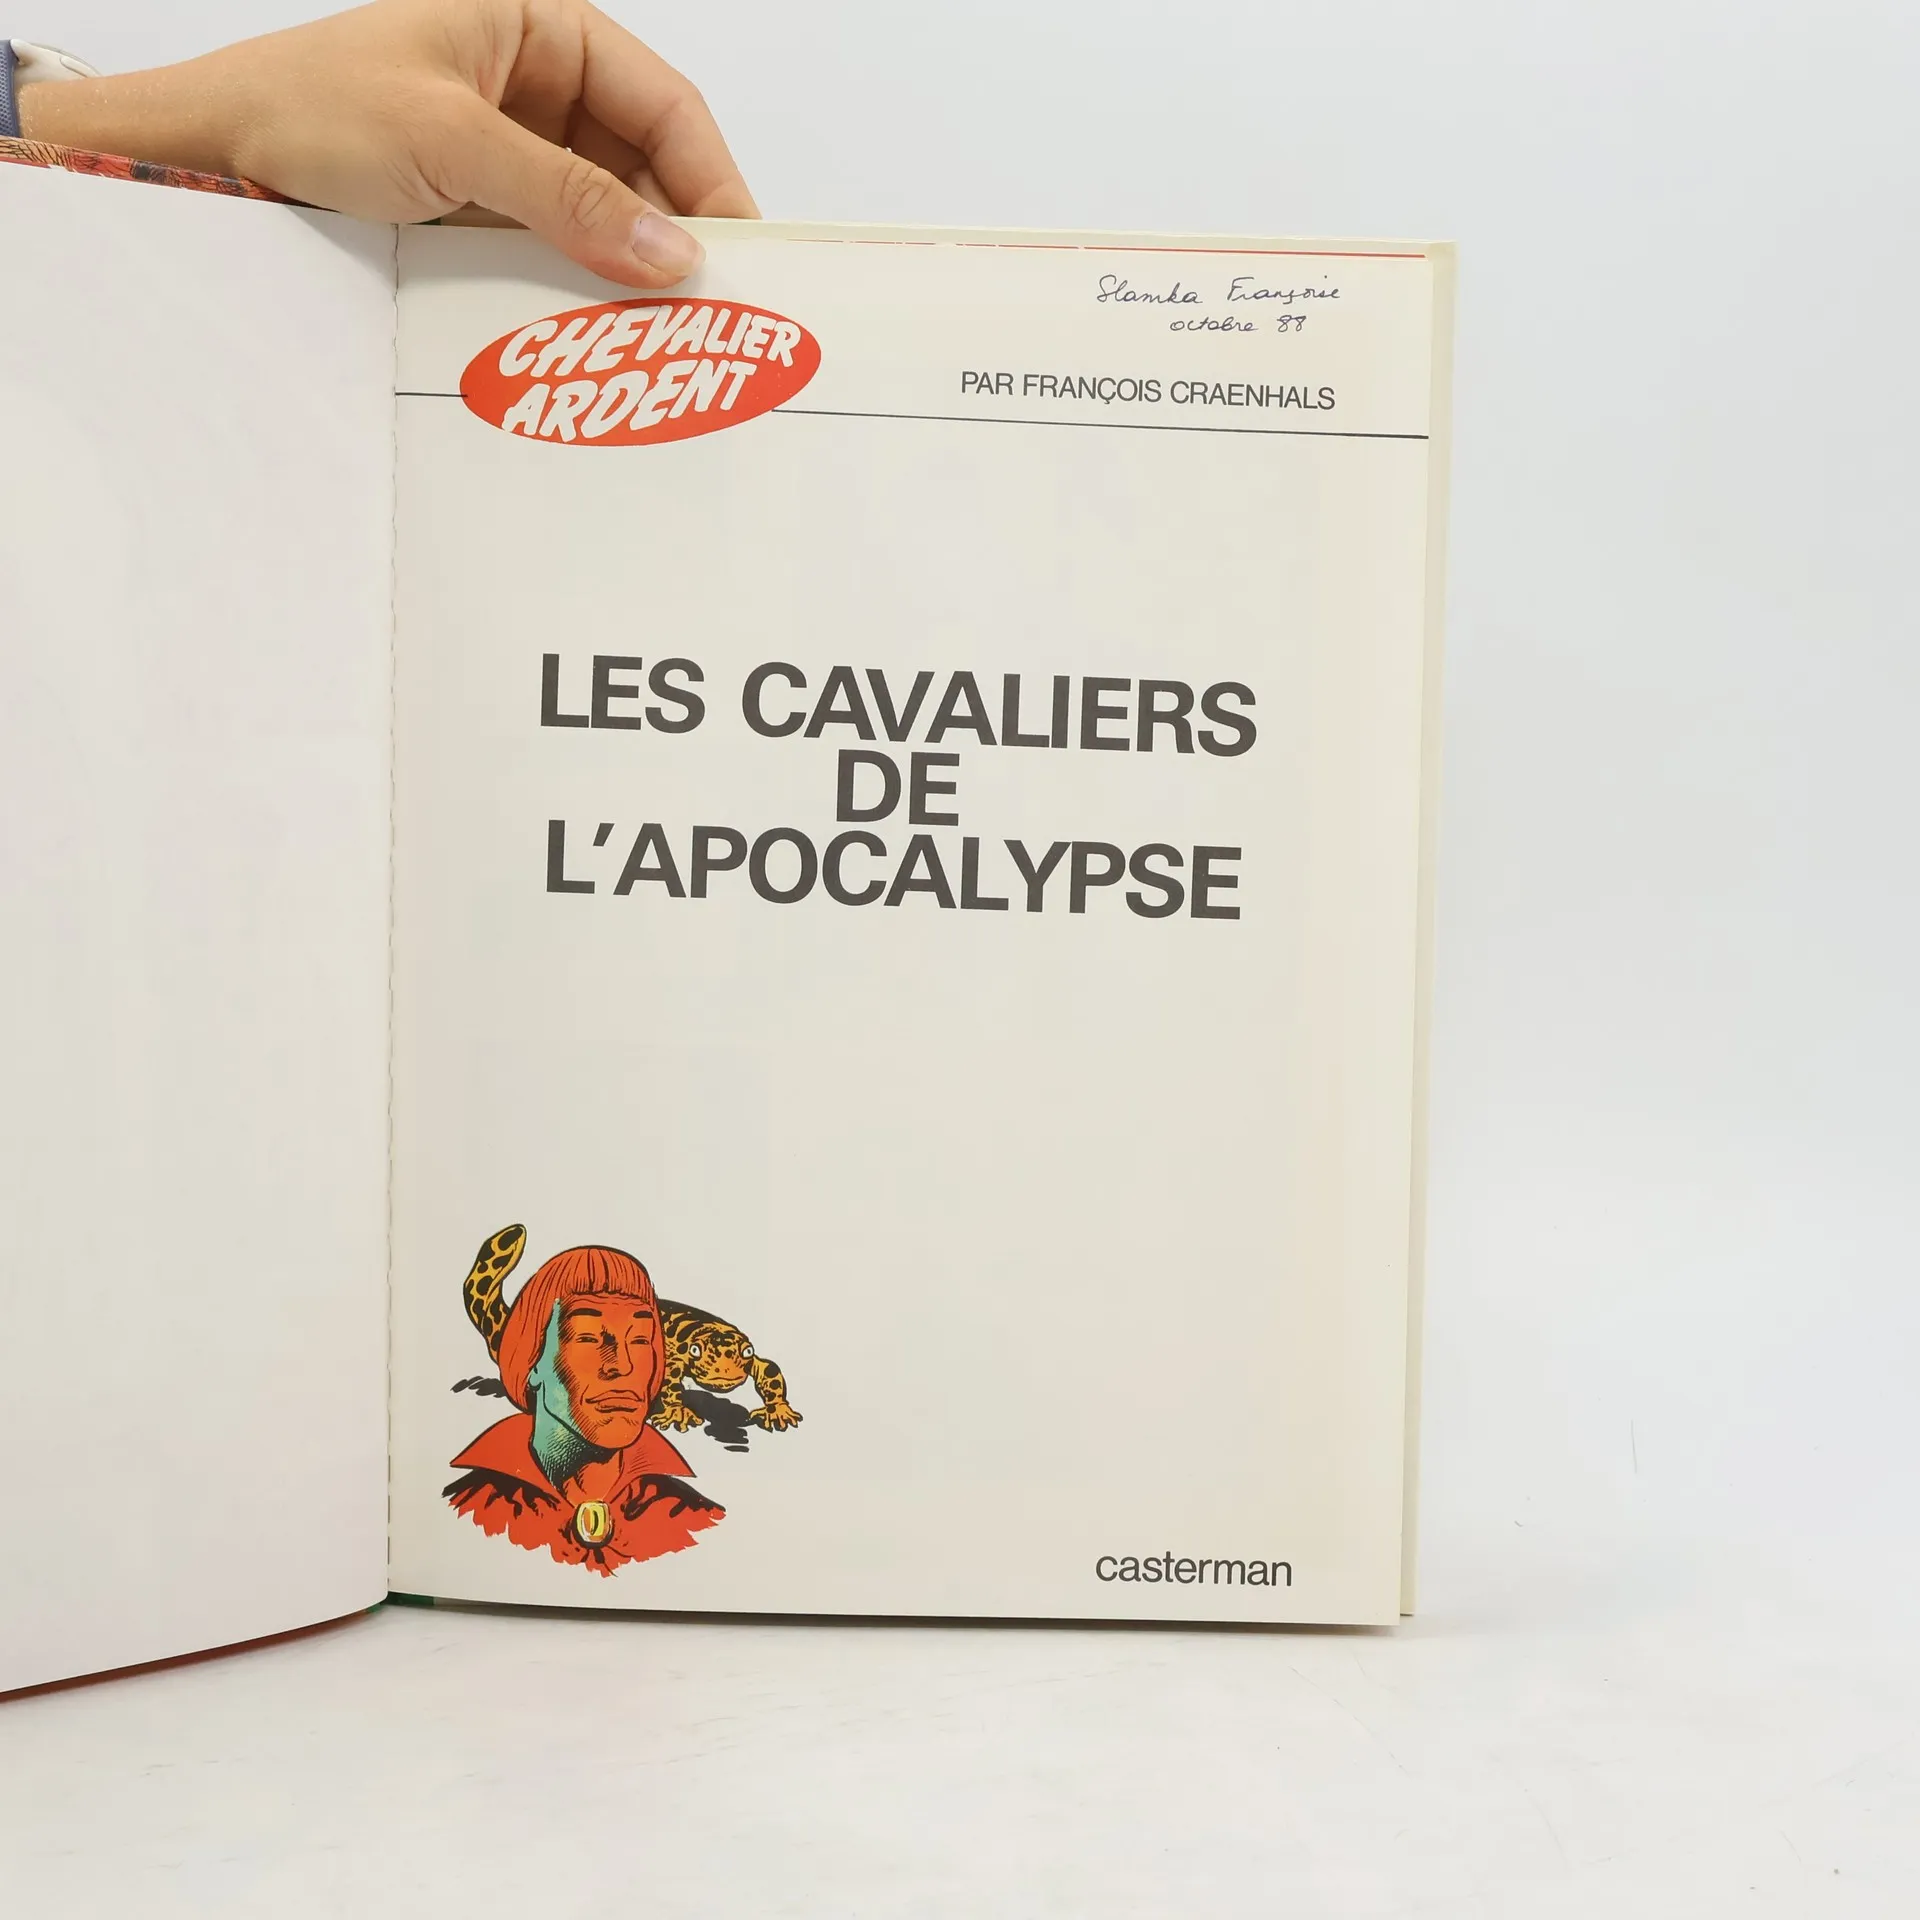 Slamka Françoise
octobre 88
CHEVALIER
ARDENT
PAR FRANÇOIS CRAENHALS
LES CAVALIERS
DE
L'APOCALYPSE
casterman